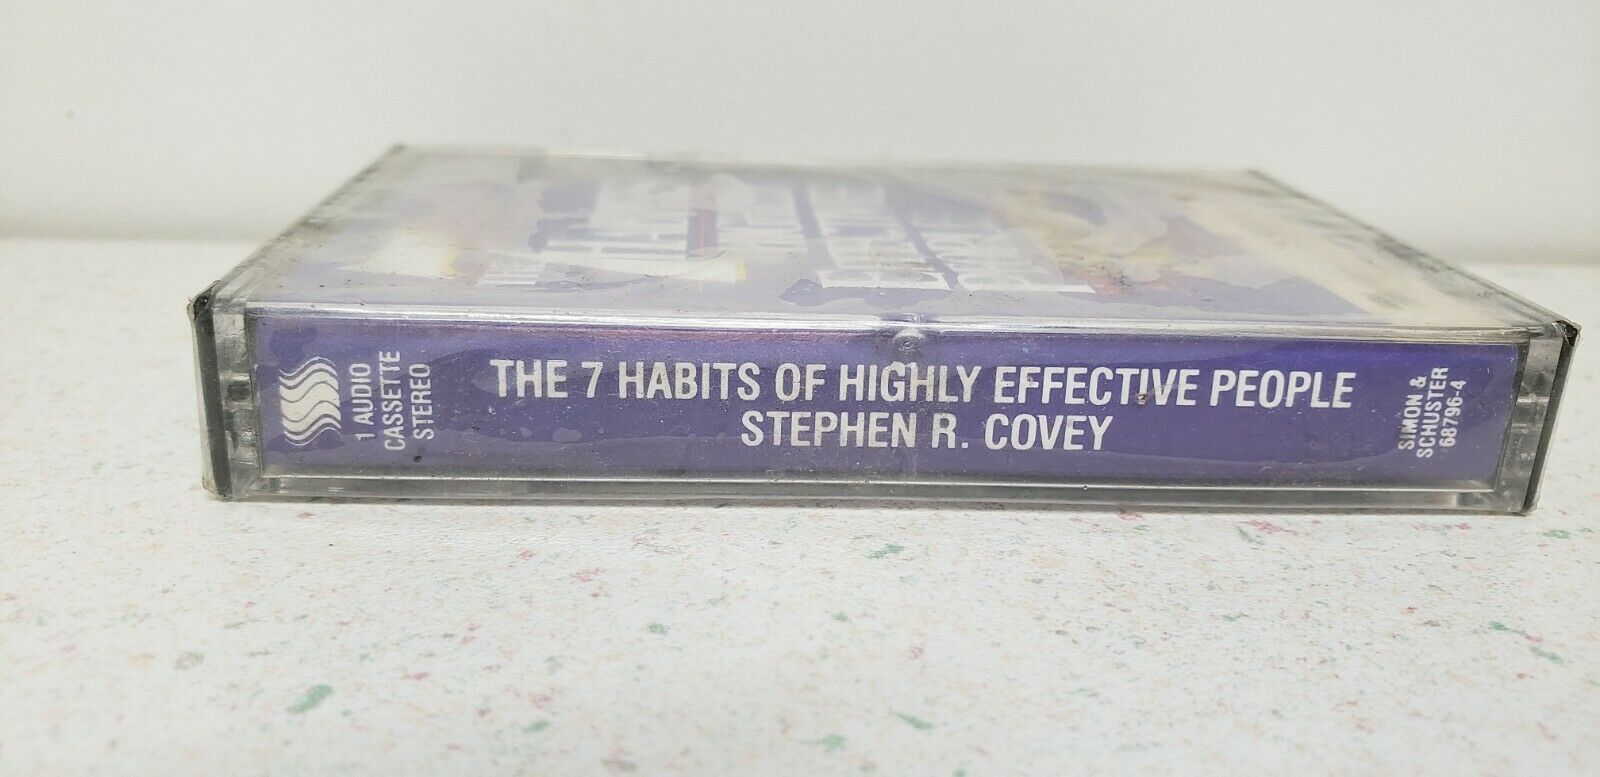 1 AUDIO
CASSETTE
STEREO
THE 7 HABITS OF HIGHLY EFFECTIVE PEOPLE
STEPHEN R. COVEY
SIMON &
SCHUSTER
68796-4